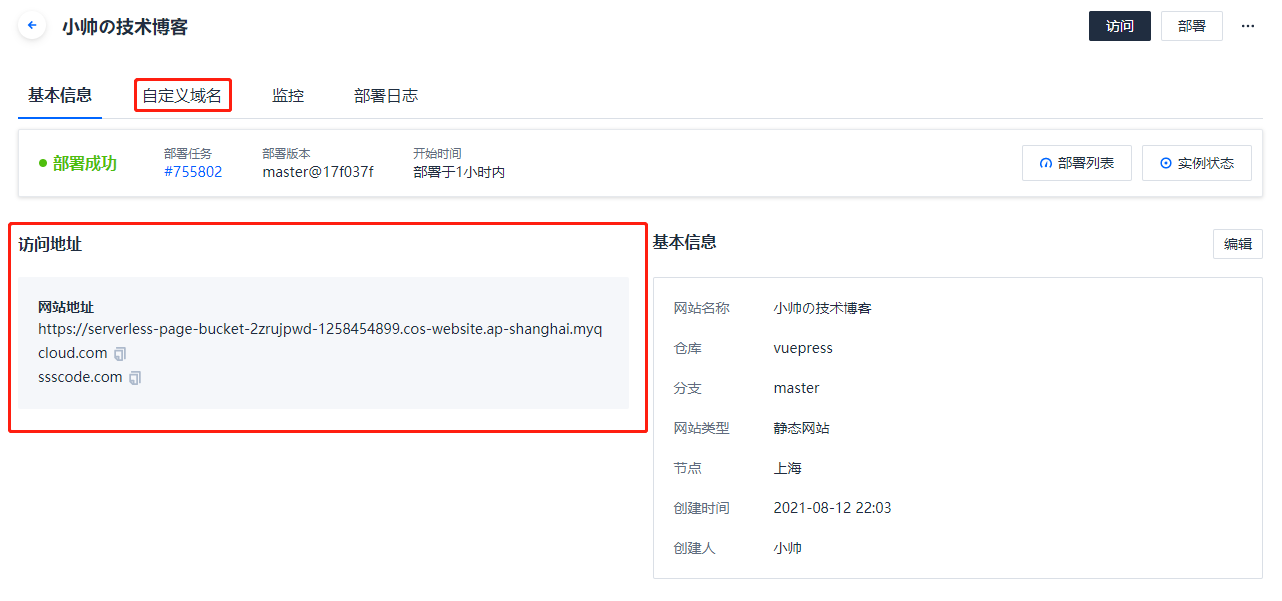 小帅の技术博客
访问
部署
基本信息
自定义域名
监控
部署日志
部署成功
部署任务
#755802
部署版本
master@17f037f
开始时间
部署于1小时内
部署列表
实例状态
访问地址
网站地址
https://serverless-page-bucket-2zrujpwd-1258454899.cos-website.ap-shanghai.myq
cloud.com
ssscode.com
基本信息
编辑
网站名称 小帅の技术博客
仓库 vuepress
分支 master
网站类型 静态网站
节点 上海
创建时间 2021-08-12 22:03
创建人 小帅